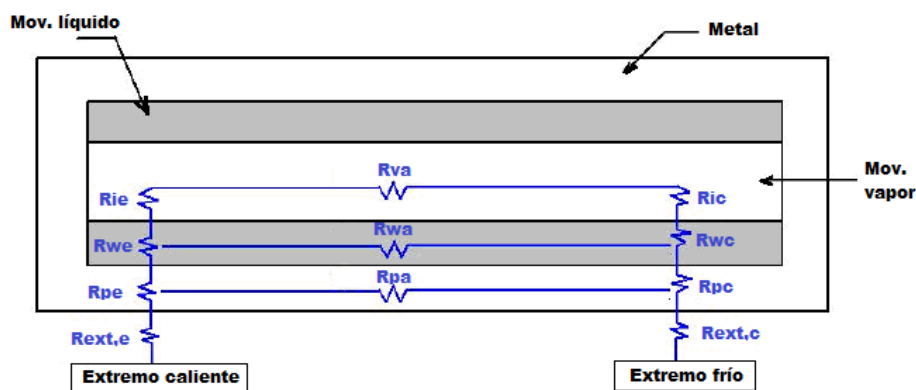 Mov. líquido
Metal
Rva
Mov.
vapor
Rie
Ric
Rwe
Rwa
Rwc
Rpe
Rpa
Rpc
Rext,e
Rext,c
Extremo caliente
Extremo frío